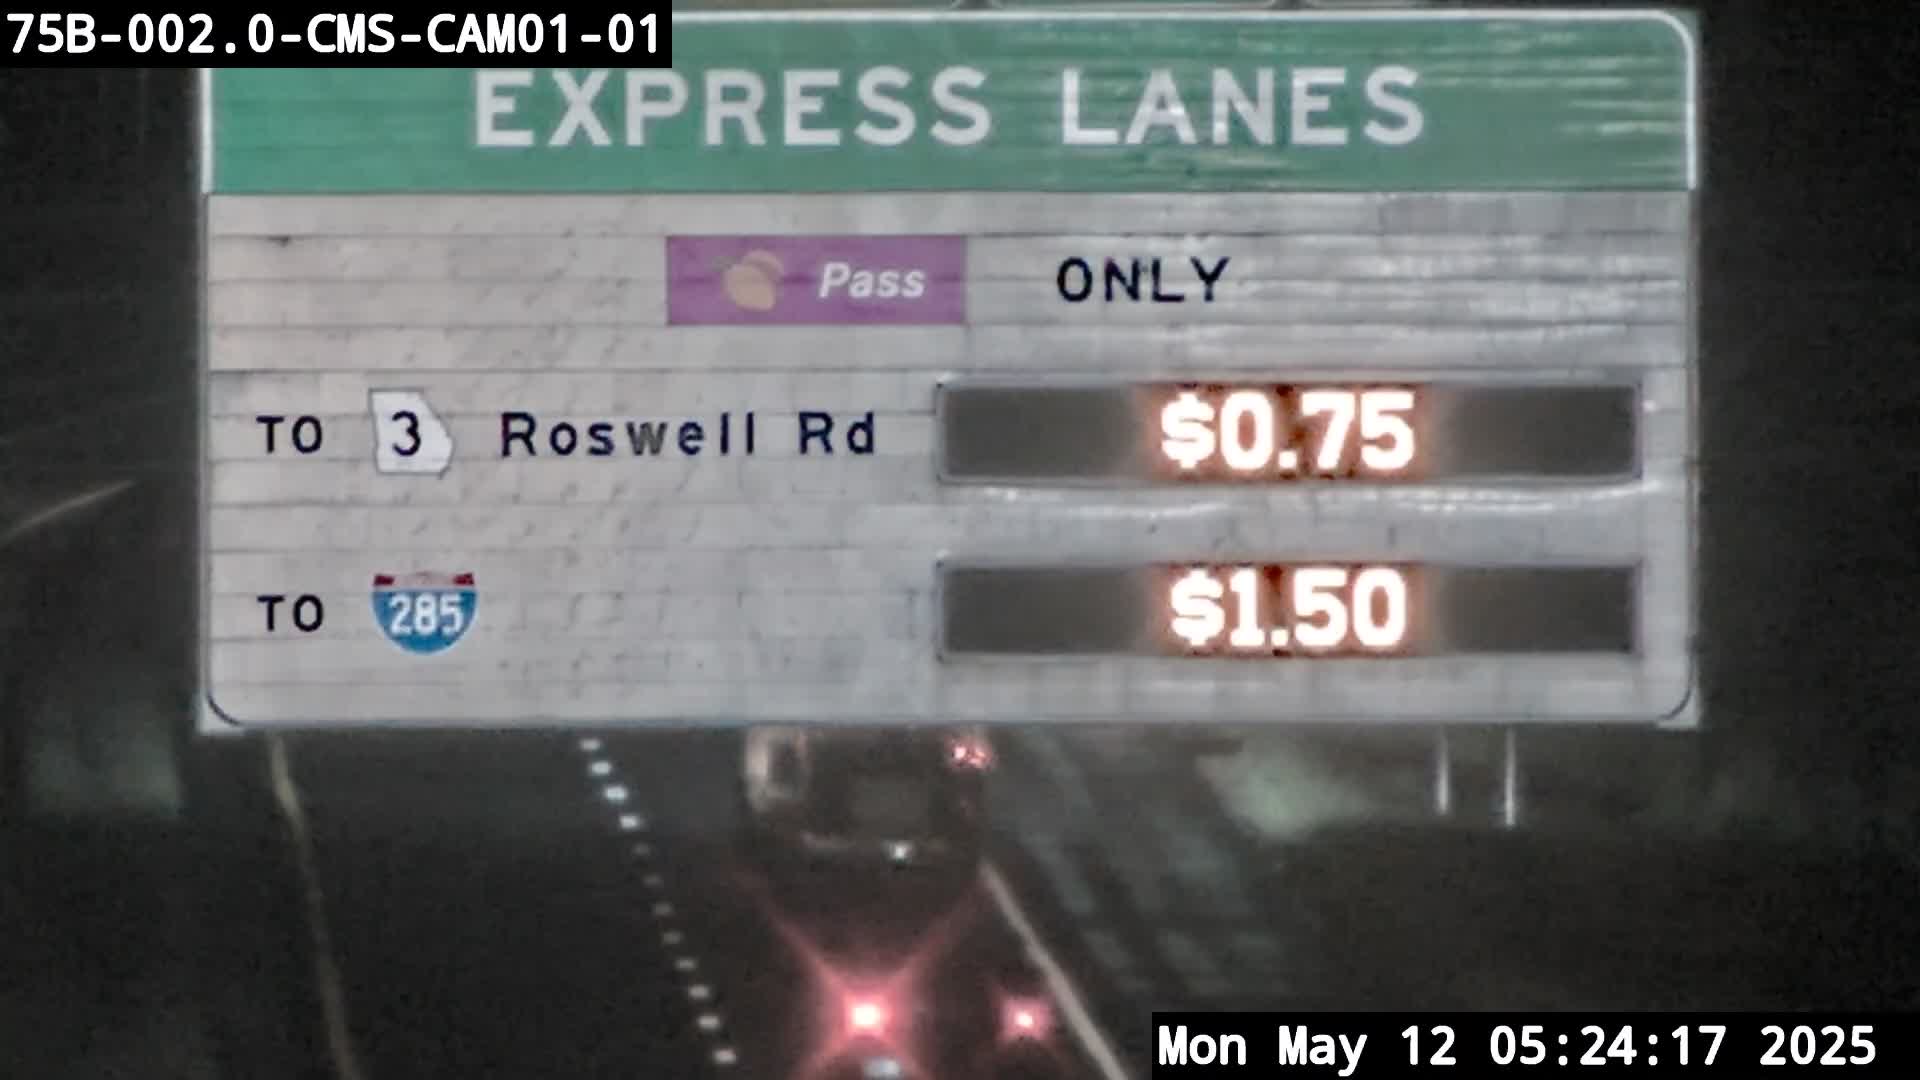 75B-002.0-CMS-CAM01-01
EXPRESS LANES
Pass ONLY
TO 3 Roswell Rd $0.75
TO 285 $1.50
Mon May 12 05:24:17 2025